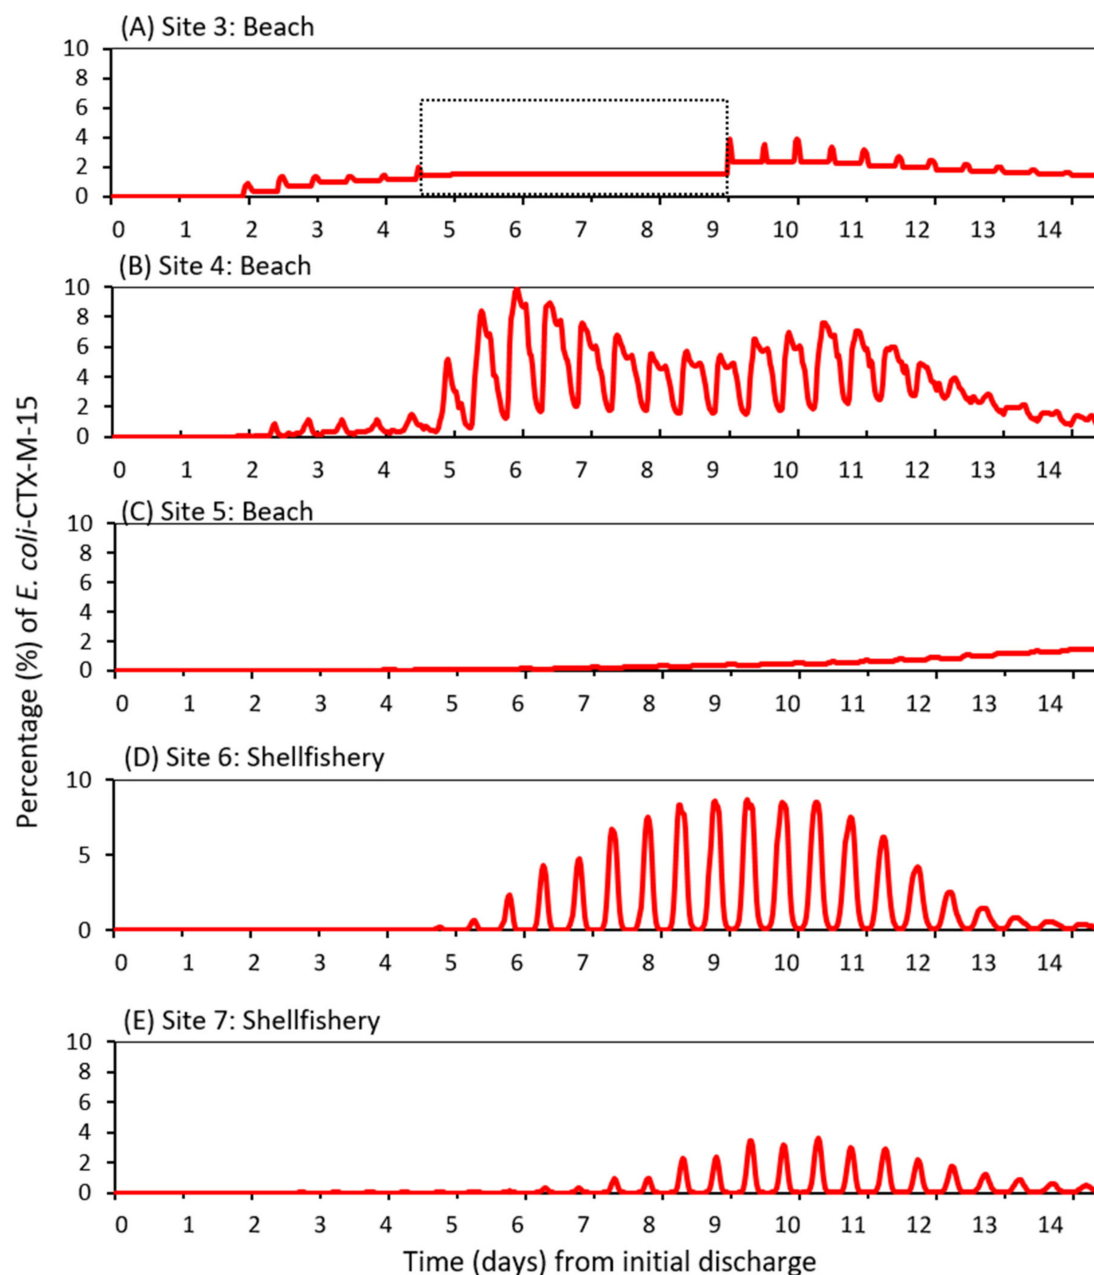 (A) Site 3: Beach
10
8
6
4
2
0
0 1 2 3 4 5 6 7 8 9 10 11 12 13 14
(B) Site 4: Beach
10
8
6
4
2
0
0 1 2 3 4 5 6 7 8 9 10 11 12 13 14
(C) Site 5: Beach
10
8
6
4
2
0
0 1 2 3 4 5 6 7 8 9 10 11 12 13 14
(D) Site 6: Shellfishery
10
5
0
0 1 2 3 4 5 6 7 8 9 10 11 12 13 14
(E) Site 7: Shellfishery
10
8
6
4
2
0
0 1 2 3 4 5 6 7 8 9 10 11 12 13 14
Time (days) from initial discharge
Percentage (%) of E. coli-CTX-M-15